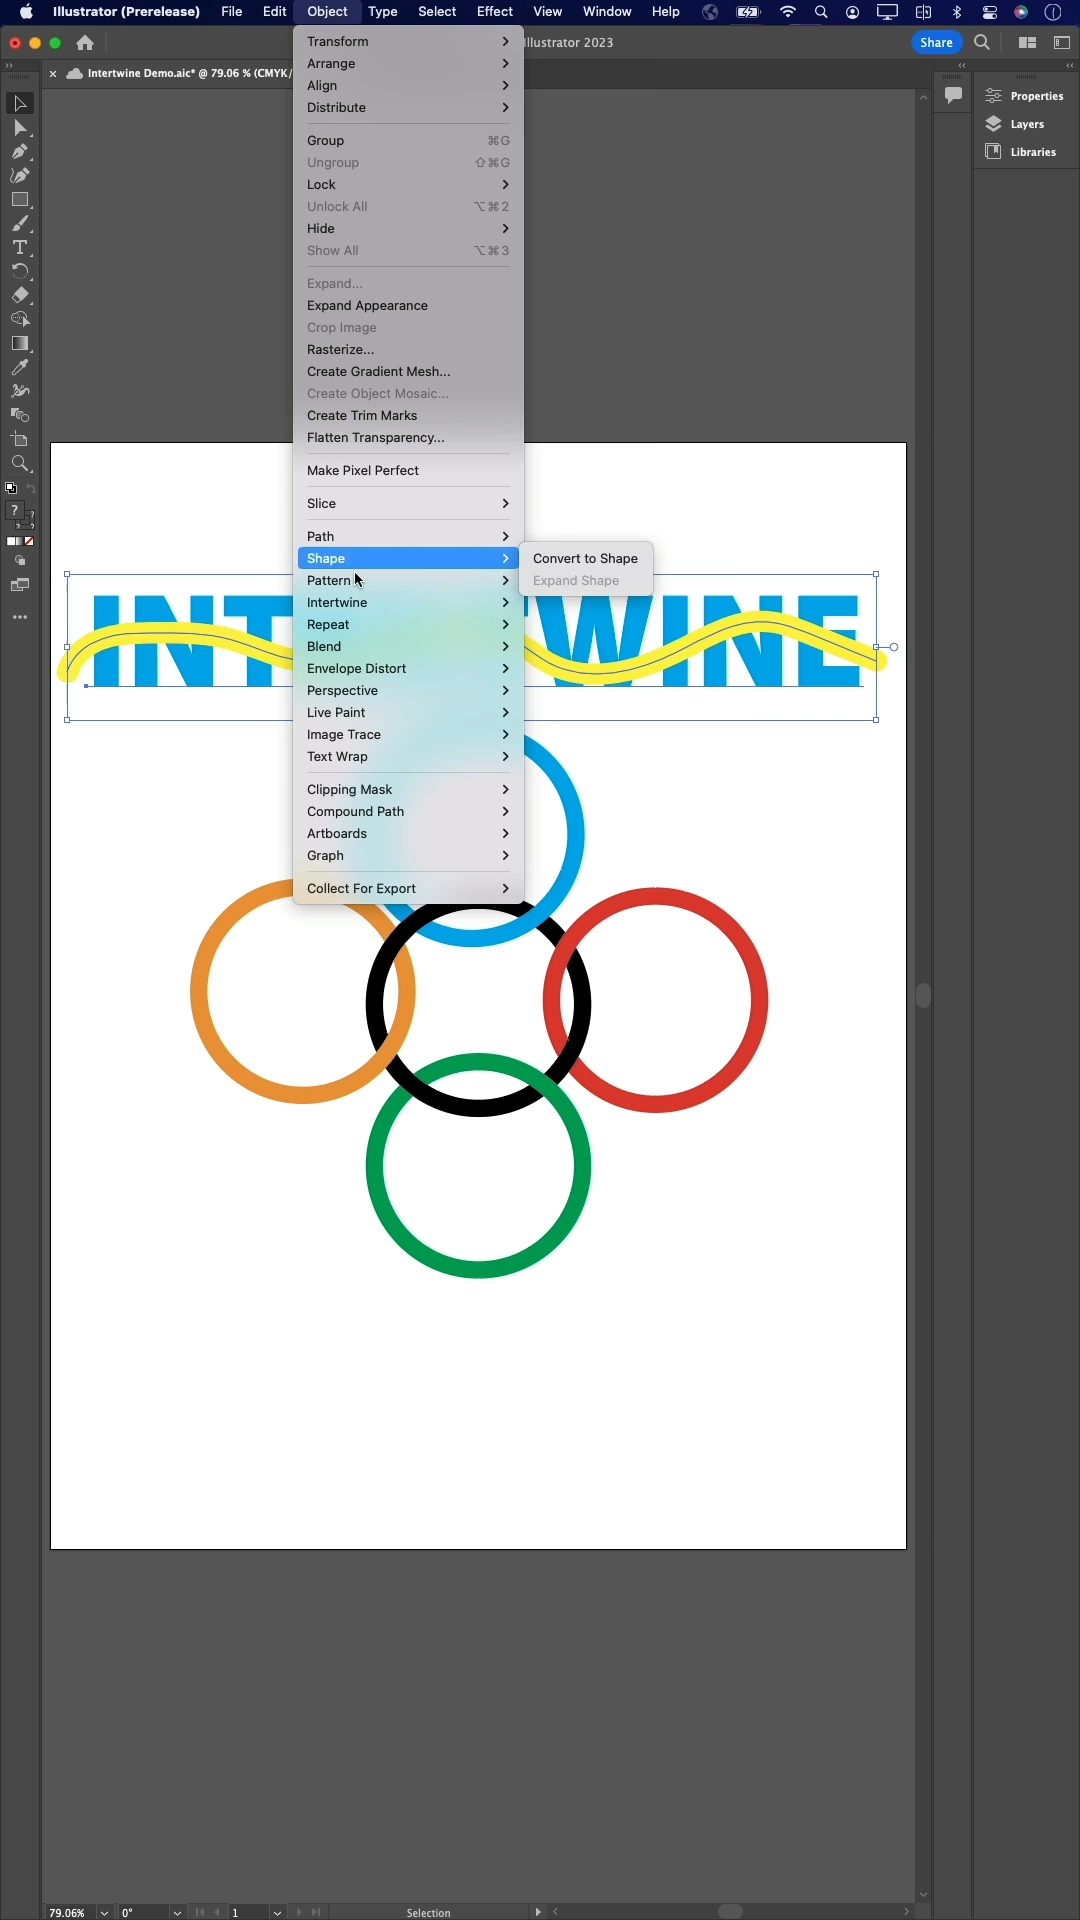 Illustrator (Prerelease) File Edit Object Type Select Effect View Window Help
Illustrator 2023
Share
Intertwine Demo.aic* @ 79.06 % (CMYK/
Properties
Layers
Libraries
Transform
Arrange
Align
Distribute
Group ⌘G
Ungroup ⇧⌘G
Lock
Unlock All ⌥⌘2
Hide
Show All ⌥⌘3
Expand...
Expand Appearance
Crop Image
Rasterize...
Create Gradient Mesh...
Create Object Mosaic...
Create Trim Marks
Flatten Transparency...
Make Pixel Perfect
Slice
Path
Shape
Convert to Shape
Pattern
Expand Shape
Intertwine
Repeat
Blend
Envelope Distort
Perspective
Live Paint
Image Trace
Text Wrap
Clipping Mask
Compound Path
Artboards
Graph
Collect For Export
INT WINE
79.06% 0° 1 Selection